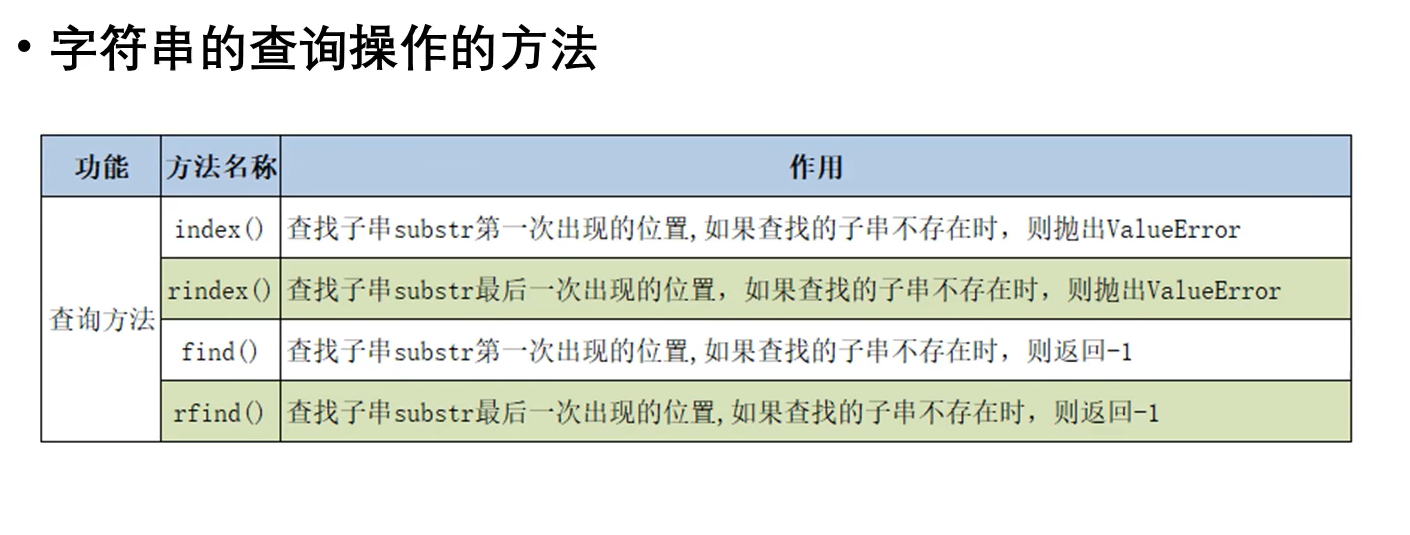 • 字符串的查询操作的方法
功能 方法名称 作用
查询方法
index() 查找子串substr第一次出现的位置,如果查找的子串不存在时，则抛出ValueError
rindex() 查找子串substr最后一次出现的位置，如果查找的子串不存在时，则抛出ValueError
find() 查找子串substr第一次出现的位置,如果查找的子串不存在时，则返回-1
rfind() 查找子串substr最后一次出现的位置,如果查找的子串不存在时，则返回-1